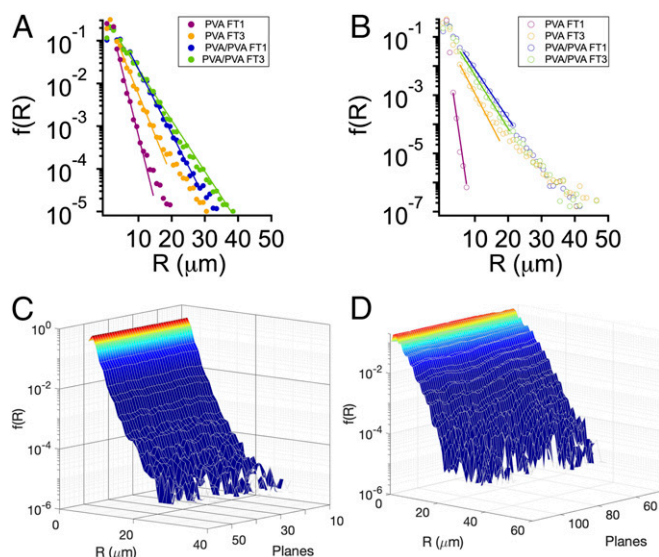 A
PVA FT1
PVA FT3
PVA/PVA FT1
PVA/PVA FT3
f(R)
10⁻¹
10⁻²
10⁻³
10⁻⁴
10⁻⁵
10 20 30 40 50
R (μm)
B
PVA FT1
PVA FT3
PVA/PVA FT1
PVA/PVA FT3
f(R)
10⁻¹
10⁻³
10⁻⁵
10⁻⁷
10 20 30 40 50
R (μm)
C
f(R)
10⁰
10⁻²
10⁻⁴
10⁻⁶
0 20 40
R (μm)
50 30 10
Planes
D
f(R)
10⁻²
10⁻⁴
10⁻⁶
0 20 40 60
R (μm)
100 80 60
Planes